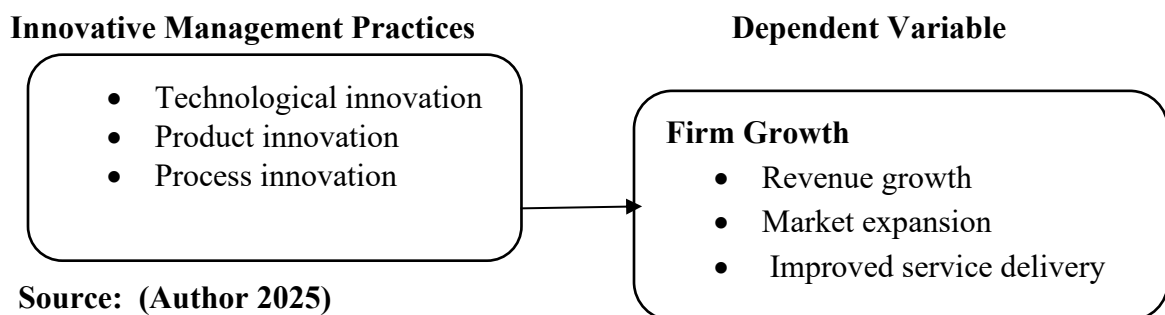 Innovative Management Practices
Dependent Variable
• Technological innovation
• Product innovation
• Process innovation
Firm Growth
• Revenue growth
• Market expansion
• Improved service delivery
Source: (Author 2025)